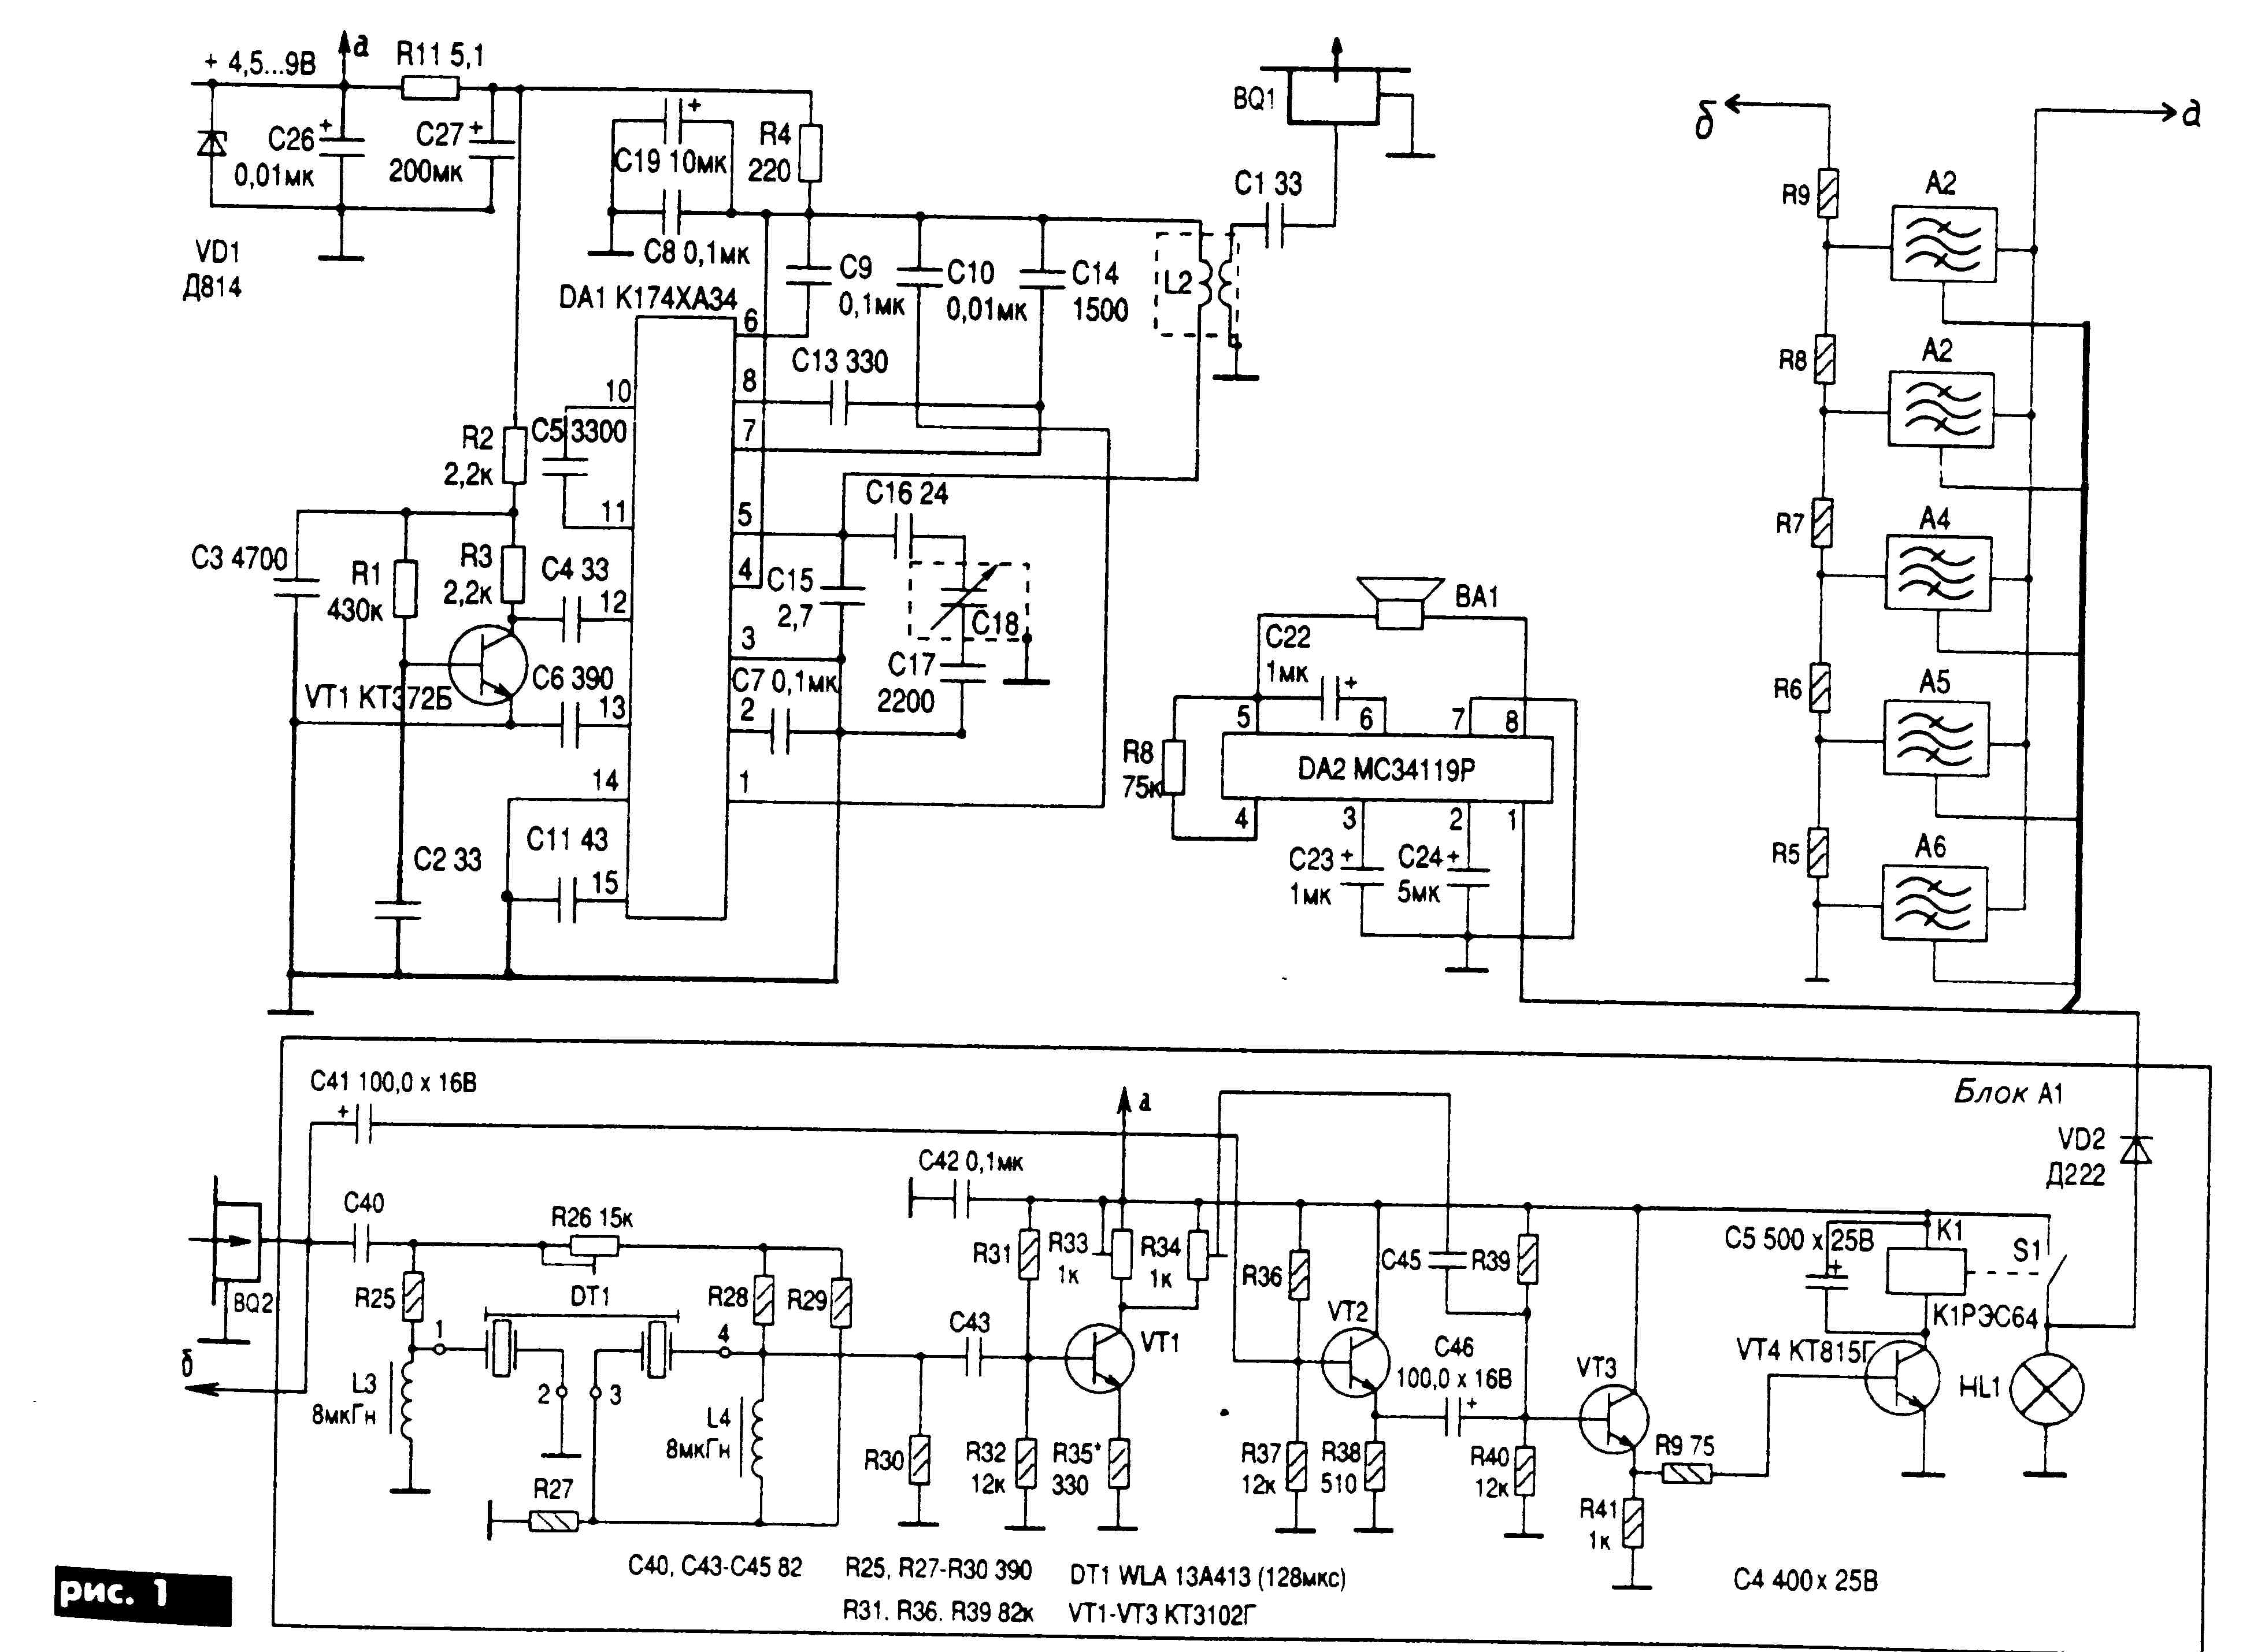 + 4,5...9В
а
R11 5,1
C26
0,01мк
C27
200мк
VD1
Д814
C19 10мк
R4
220
C8 0,1мк
DA1 К174ХА34
C9
0,1мк
C10
0,01мк
C14
1500
L2
C1 33
BQ1
C13 330
6
8
7
5
4
3
2
1
10
11
12
13
14
15
R2
2,2к
C5 3300
C3 4700
R1
430к
R3
2,2к
C4 33
VT1 КТ372Б
C6 390
C2 33
C11 43
C16 24
C15
2,7
C18
C17
2200
C7 0,1мк
BA1
C22
1мк
R8
75к
5
6
7
8
DA2 MC34119P
4
3
2
1
C23
1мк
C24
5мк
б
а
R9
A2
R8
A2
R7
A4
R6
A5
R5
A6
Блок А1
C41 100,0 х 16В
BQ2
б
C40
R26 15к
R25
DT1
R28
R29
1
2
3
4
L3
8мкГн
L4
8мкГн
R27
C42 0,1мк
а
R31
R33
1к
R34
1к
C43
VT1
R30
R32
12к
R35*
330
R36
C45
R39
VT2
C46
100,0 х 16В
VT3
R37
12к
R38
510
R40
12к
R41
1к
R9 75
C5 500 х 25В
К1
S1
К1РЭС64
VT4 КТ815Г
HL1
VD2
Д222
C40, C43-C45 82
R25, R27-R30 390
DT1 WLA 13A413 (128мкс)
C4 400х 25В
R31. R36. R39 82к
VT1-VT3 КТ3102Г
рис. 1